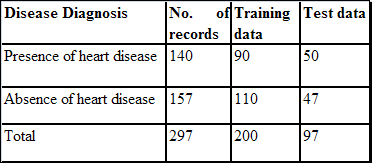 Disease Diagnosis No. of records Training data Test data
Presence of heart disease 140 90 50
Absence of heart disease 157 110 47
Total 297 200 97